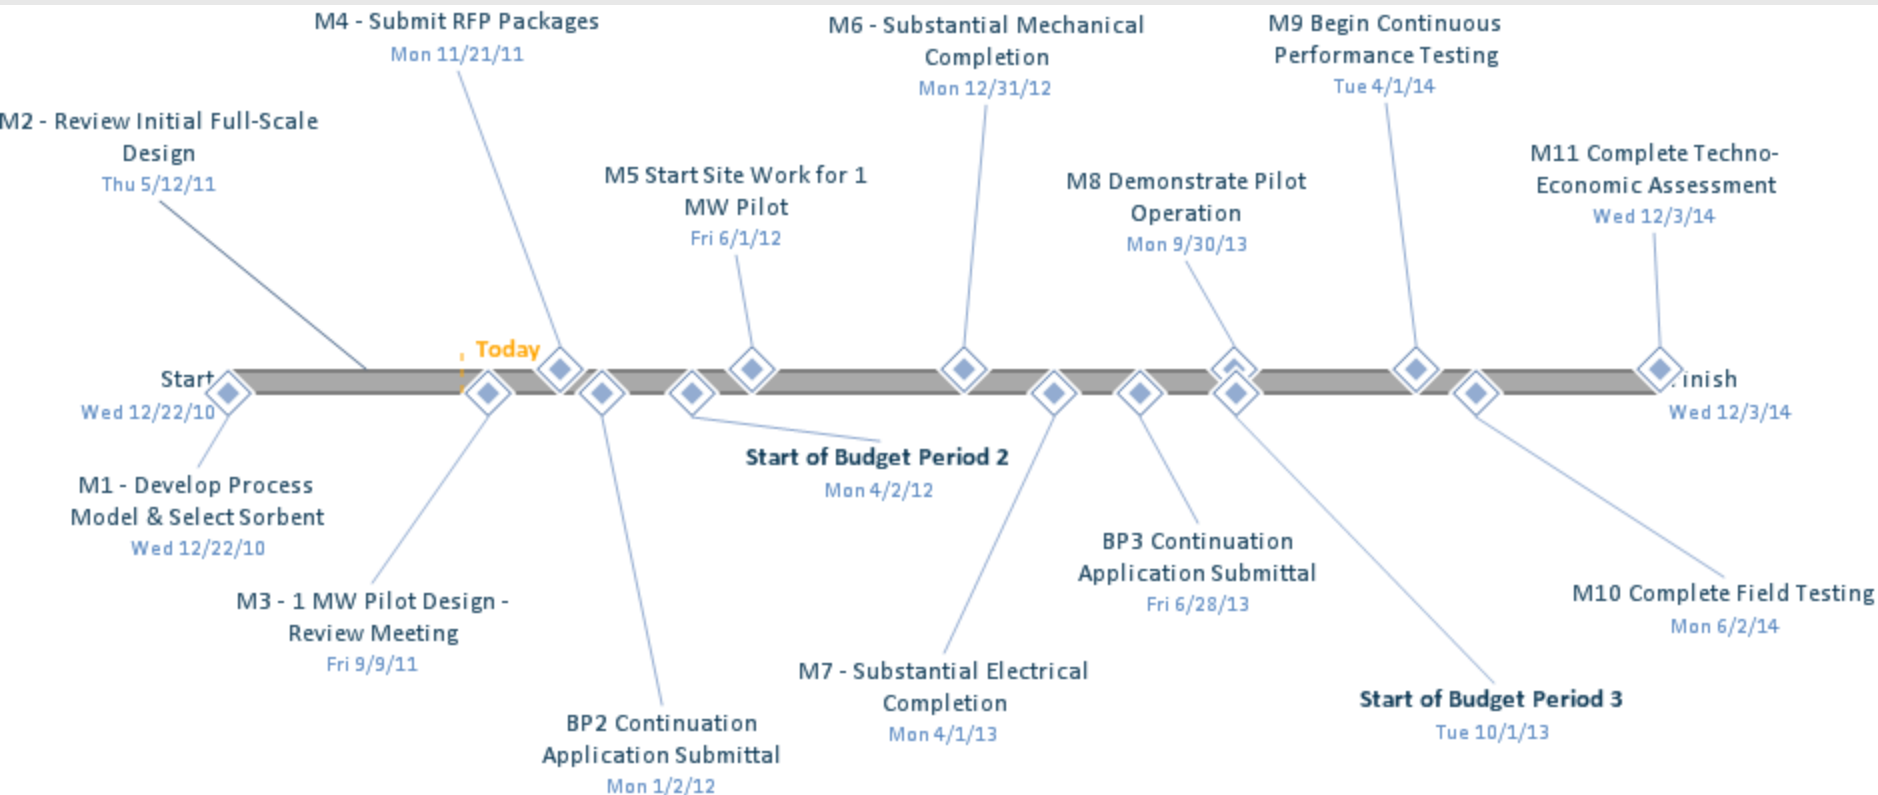 M4 - Submit RFP Packages
Mon 11/21/11
M6 - Substantial Mechanical
Completion
Mon 12/31/12
M9 Begin Continuous
Performance Testing
Tue 4/1/14
M2 - Review Initial Full-Scale
Design
Thu 5/12/11
M5 Start Site Work for 1
MW Pilot
Fri 6/1/12
M8 Demonstrate Pilot
Operation
Mon 9/30/13
M11 Complete Techno-
Economic Assessment
Wed 12/3/14
Today
Start
Wed 12/22/10
Finish
Wed 12/3/14
M1 - Develop Process
Model & Select Sorbent
Wed 12/22/10
Start of Budget Period 2
Mon 4/2/12
M3 - 1 MW Pilot Design -
Review Meeting
Fri 9/9/11
BP3 Continuation
Application Submittal
Fri 6/28/13
M10 Complete Field Testing
Mon 6/2/14
M7 - Substantial Electrical
Completion
Mon 4/1/13
Start of Budget Period 3
Tue 10/1/13
BP2 Continuation
Application Submittal
Mon 1/2/12